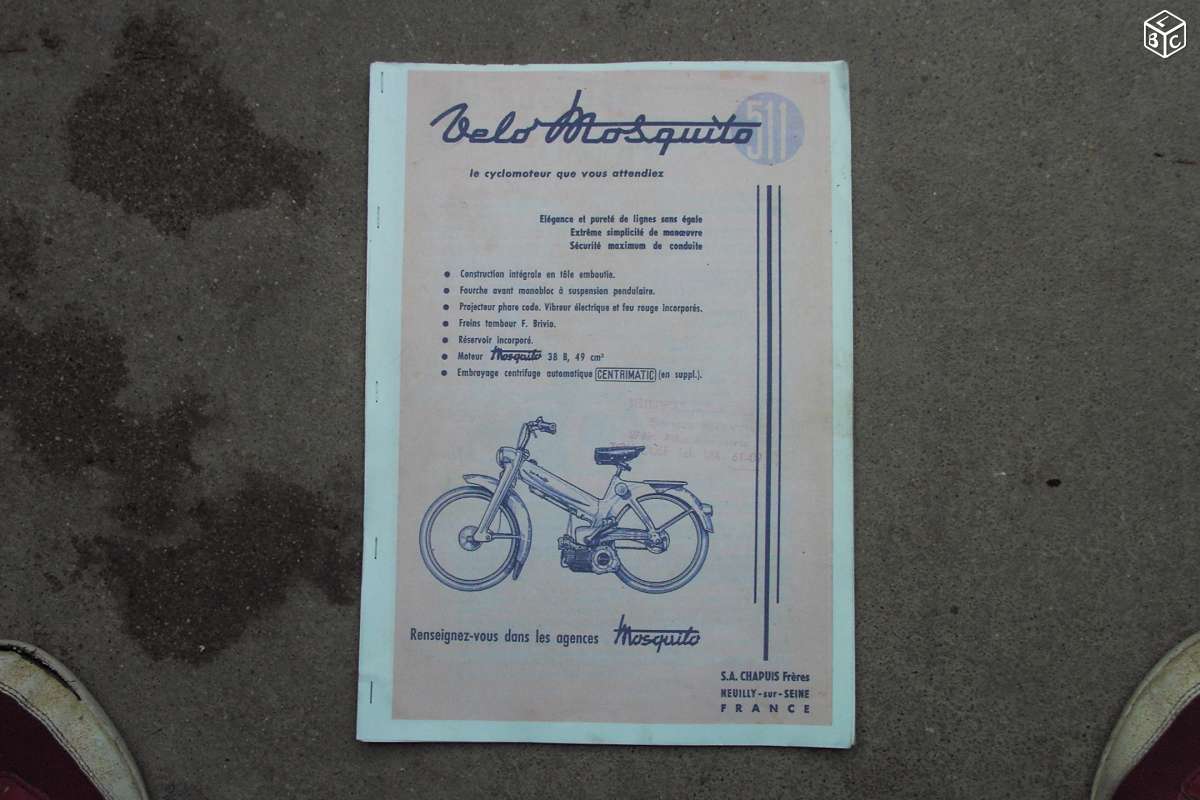 LBC
Velo Mosquito 511
le cyclomoteur que vous attendiez
Elégance et pureté de lignes sans égale
Extrême simplicité de manœuvre
Sécurité maximum de conduite
• Construction intégrale en tôle emboutie.
• Fourche avant monobloc à suspension pendulaire.
• Projecteur phare code. Vibreur électrique et feu rouge incorporés.
• Freins tambour F. Brivio.
• Réservoir incorporé.
• Moteur Mosquito 38 B, 49 cm³
• Embrayage centrifuge automatique CENTRIMATIC (en suppl.).
Renseignez-vous dans les agences Mosquito
S.A. CHAPUIS Frères
NEUILLY-sur-SEINE
FRANCE